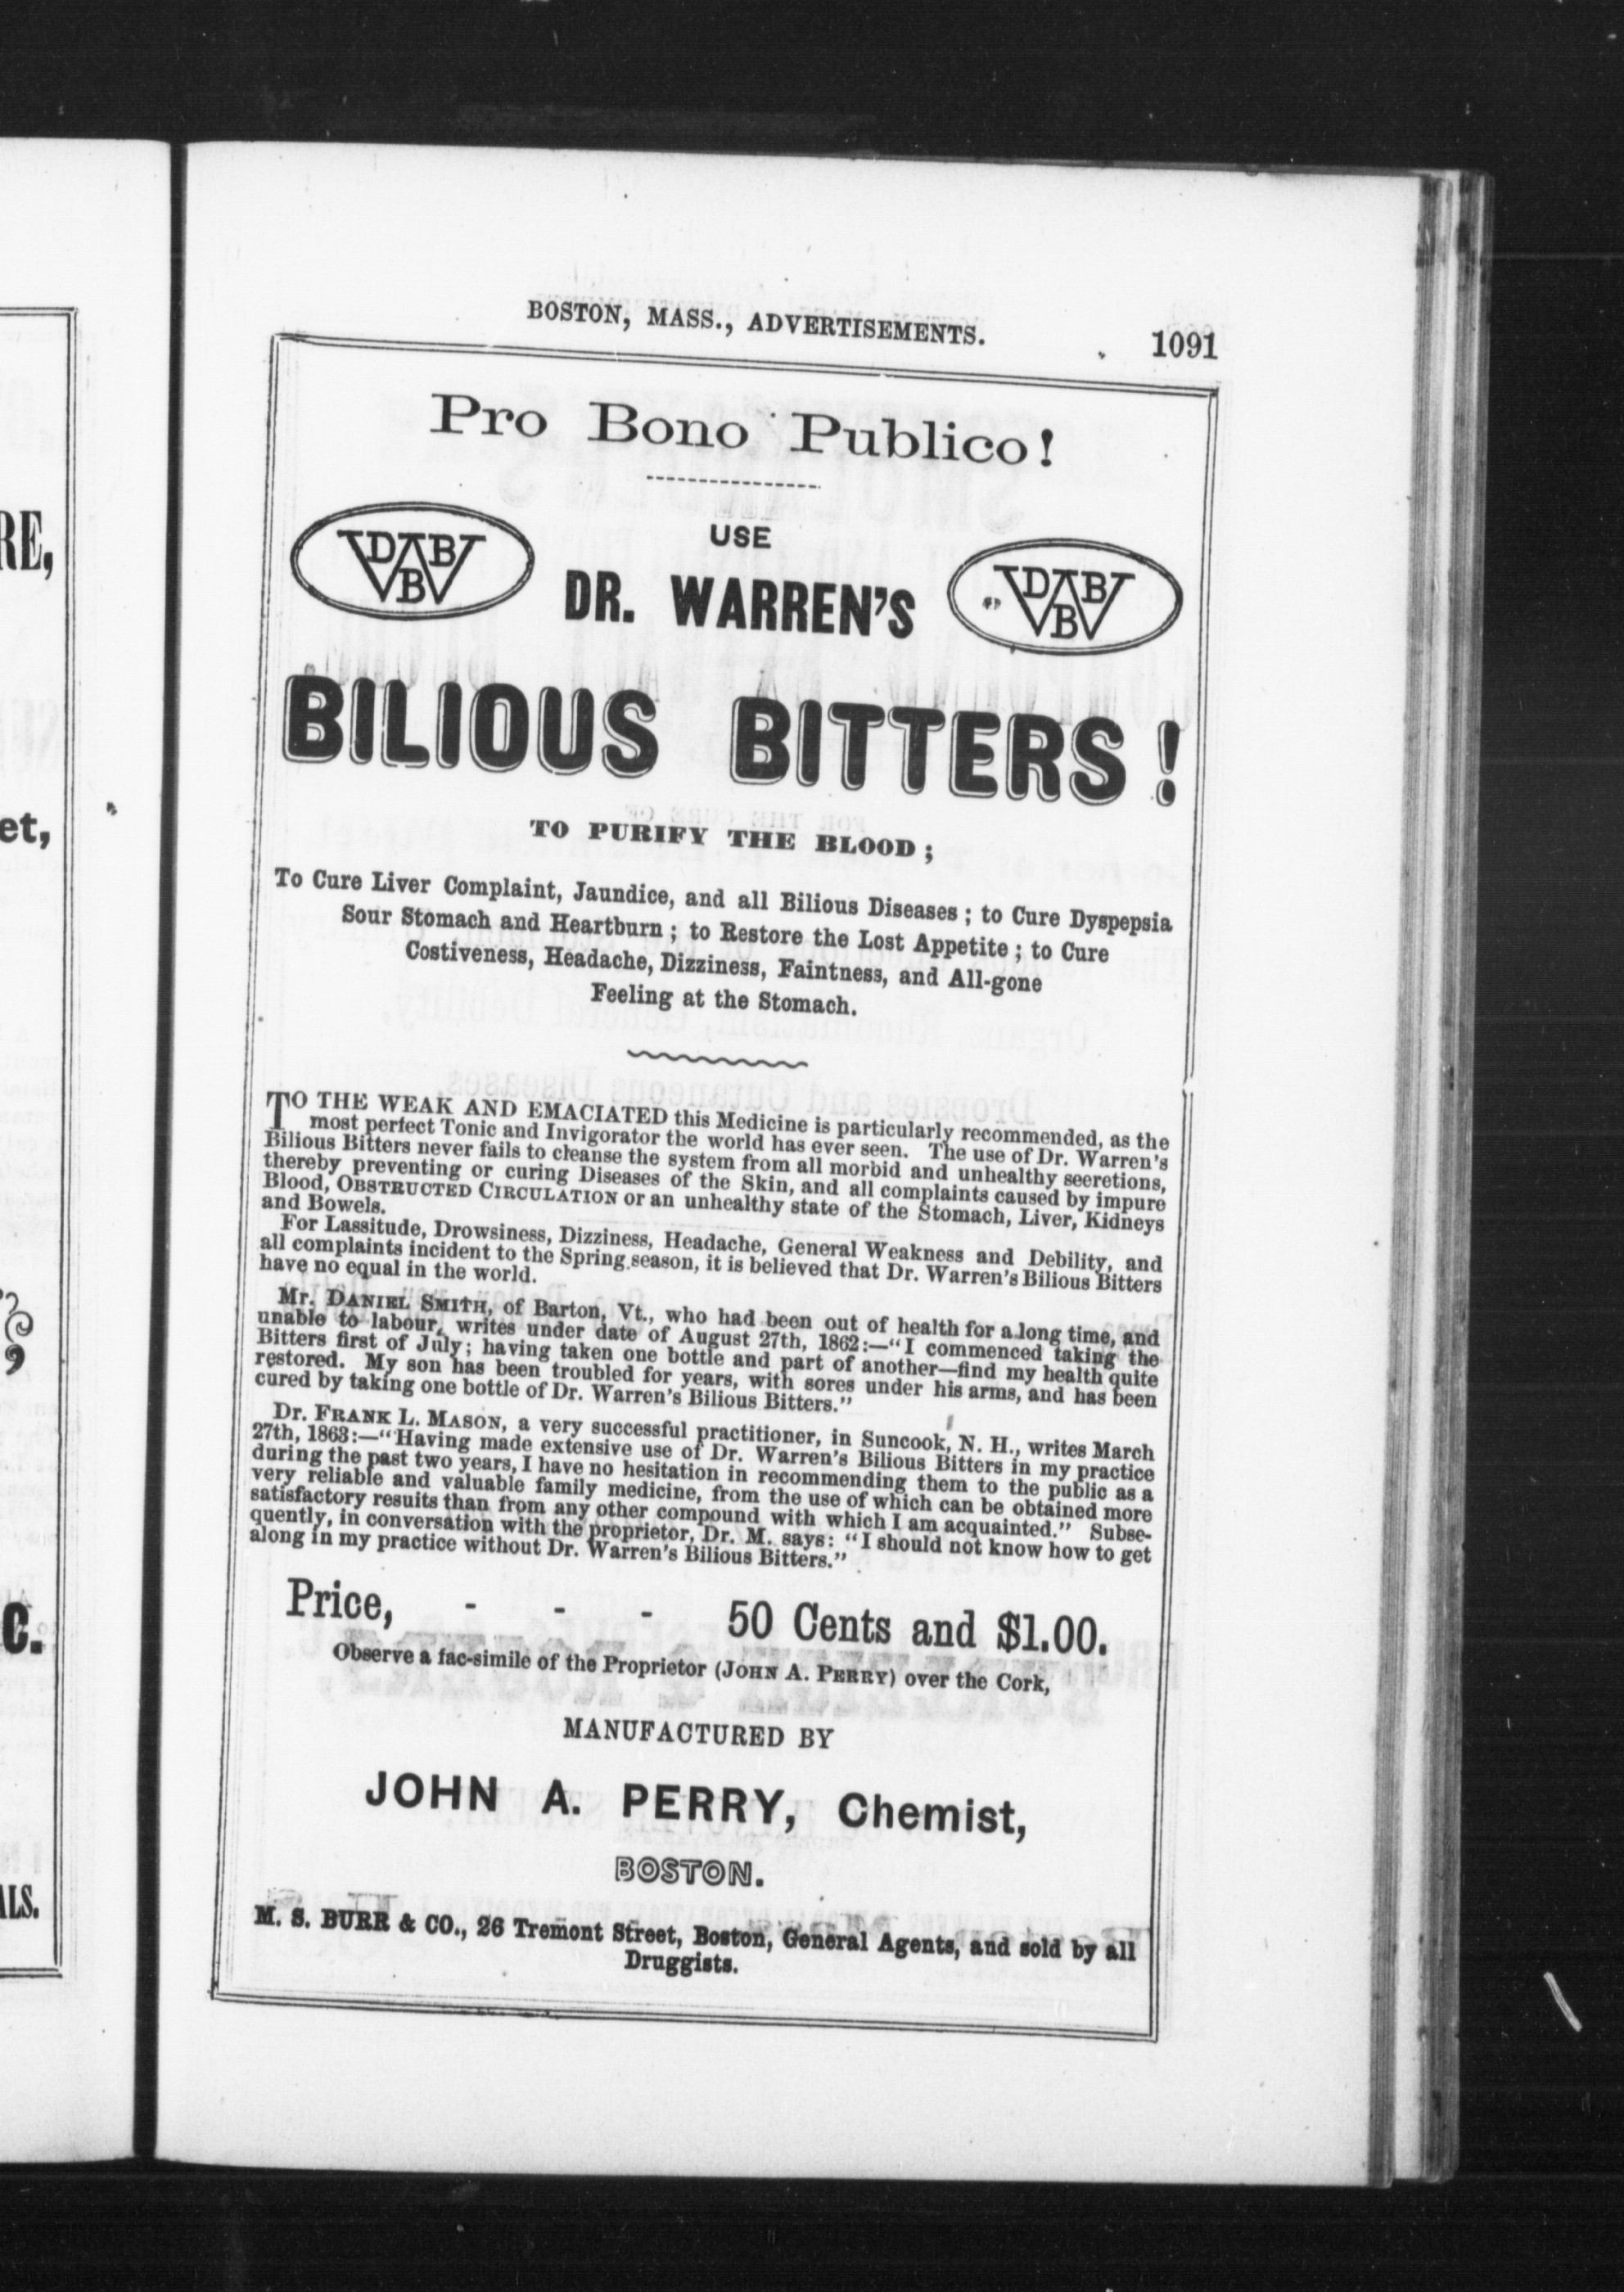 BOSTON, MASS., ADVERTISEMENTS.
1091
Pro Bono Publico!
USE
DR. WARREN'S
BILIOUS BITTERS!
TO PURIFY THE BLOOD;
To Cure Liver Complaint, Jaundice, and all Bilious Diseases; to Cure Dyspepsia
Sour Stomach and Heartburn; to Restore the Lost Appetite; to Cure
Costiveness, Headache, Dizziness, Faintness, and All-gone
Feeling at the Stomach.
TO THE WEAK AND EMACIATED this Medicine is particularly recommended, as the
most perfect Tonic and Invigorator the world has ever seen. The use of Dr. Warren's
Bilious Bitters never fails to cleanse the system from all morbid and unhealthy secretions,
thereby preventing or curing Diseases of the Skin, and all complaints caused by impure
Blood, OBSTRUCTED CIRCULATION or an unhealthy state of the Stomach, Liver, Kidneys
and Bowels.
For Lassitude, Drowsiness, Dizziness, Headache, General Weakness and Debility, and
all complaints incident to the Spring season, it is believed that Dr. Warren's Bilious Bitters
have no equal in the world.
Mr. DANIEL SMITH, of Barton, Vt., who had been out of health for a long time, and
unable to labour, writes under date of August 27th, 1862:—"I commenced taking the
Bitters first of July; having taken one bottle and part of another—find my health quite
restored. My son has been troubled for years, with sores under his arms, and has been
cured by taking one bottle of Dr. Warren's Bilious Bitters."
Dr. FRANK L. MASON, a very successful practitioner, in Suncook, N. H., writes March
27th, 1863:—"Having made extensive use of Dr. Warren's Bilious Bitters in my practice
during the past two years, I have no hesitation in recommending them to the public as a
very reliable and valuable family medicine, from the use of which can be obtained more
satisfactory resuits than from any other compound with which I am acquainted." Subse-
quently, in conversation with the proprietor, Dr. M. says: "I should not know how to get
along in my practice without Dr. Warren's Bilious Bitters."
Price, - - - 50 Cents and $1.00.
Observe a fac-simile of the Proprietor (JOHN A. PERRY) over the Cork,
MANUFACTURED BY
JOHN A. PERRY, Chemist,
BOSTON.
M. S. BURR & CO., 26 Tremont Street, Boston, General Agents, and sold by all
Druggists.